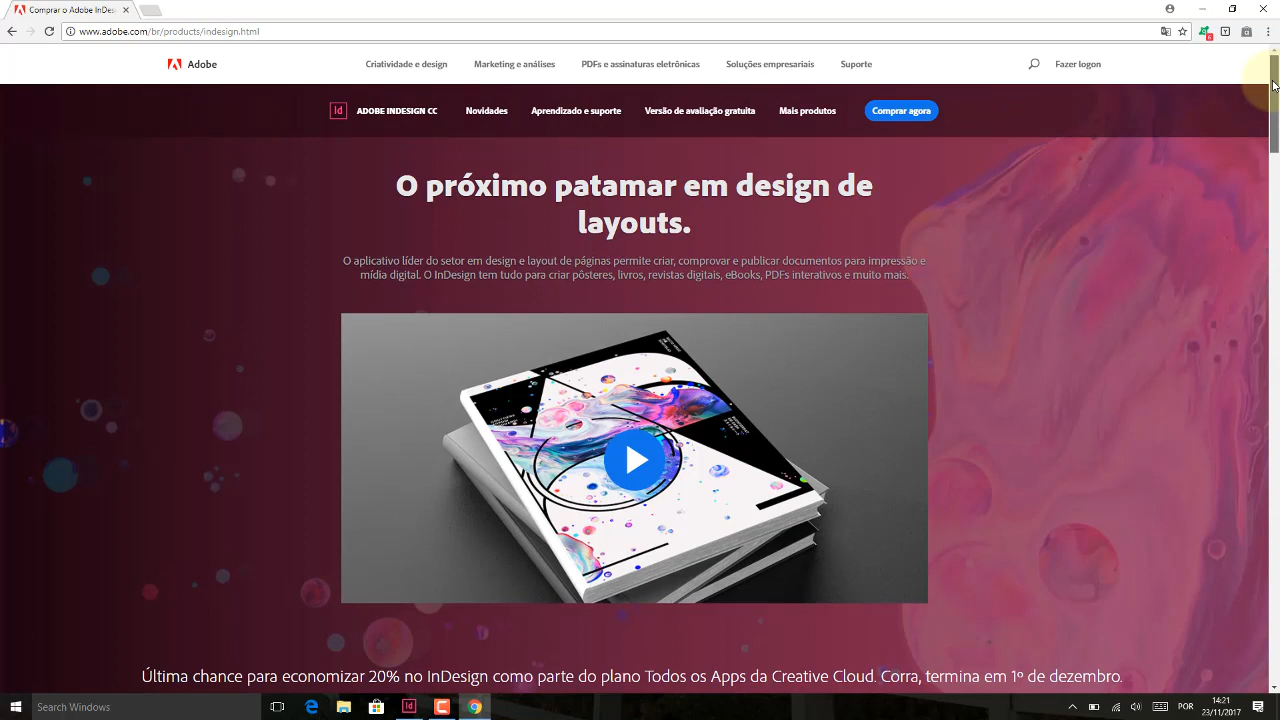 Comprar o Adobe InDes
www.adobe.com/br/products/indesign.html
6
Adobe
Criatividade e design
Marketing e análises
PDFs e assinaturas eletrônicas
Soluções empresariais
Suporte
Fazer logon
Id
ADOBE INDESIGN CC
Novidades
Aprendizado e suporte
Versão de avaliação gratuita
Mais produtos
Comprar agora
O próximo patamar em design de
layouts.
O aplicativo líder do setor em design e layout de páginas permite criar, comprovar e publicar documentos para impressão e
mídia digital. O InDesign tem tudo para criar pôsteres, livros, revistas digitais, eBooks, PDFs interativos e muito mais.
Última chance para economizar 20% no InDesign como parte do plano Todos os Apps da Creative Cloud. Corra, termina em 1º de dezembro.
Search Windows
Id
POR
14:21
23/11/2017